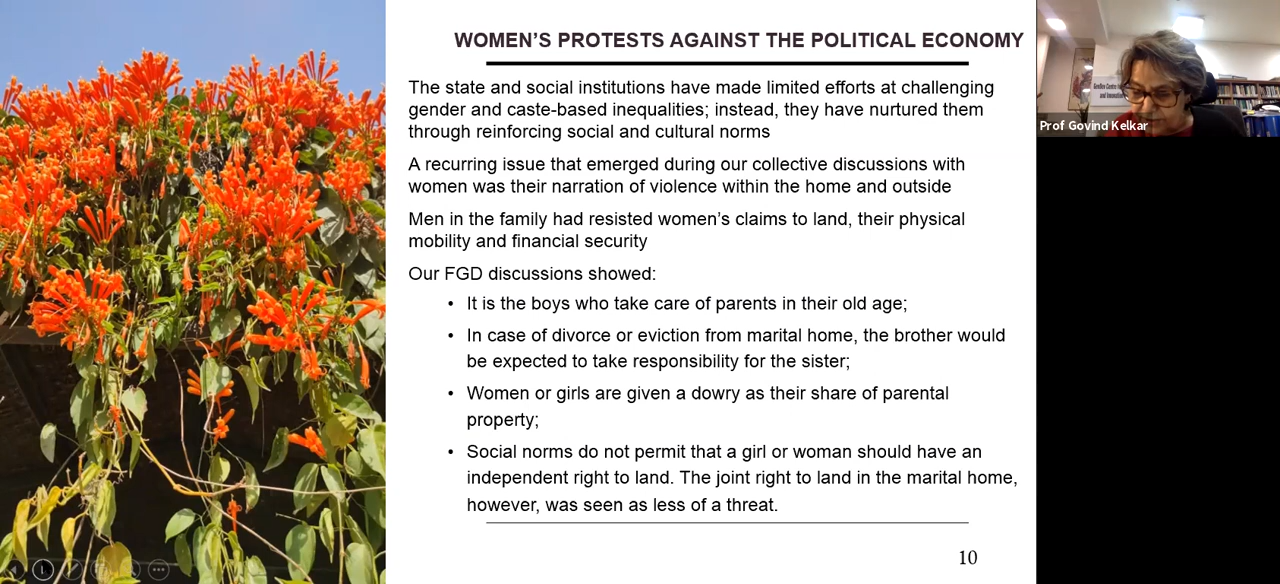 WOMEN’S PROTESTS AGAINST THE POLITICAL ECONOMY
The state and social institutions have made limited efforts at challenging
gender and caste-based inequalities; instead, they have nurtured them
through reinforcing social and cultural norms
A recurring issue that emerged during our collective discussions with
women was their narration of violence within the home and outside
Men in the family had resisted women’s claims to land, their physical
mobility and financial security
Our FGD discussions showed:
• It is the boys who take care of parents in their old age;
• In case of divorce or eviction from marital home, the brother would
be expected to take responsibility for the sister;
• Women or girls are given a dowry as their share of parental
property;
• Social norms do not permit that a girl or woman should have an
independent right to land. The joint right to land in the marital home,
however, was seen as less of a threat.
10
Prof Govind Kelkar